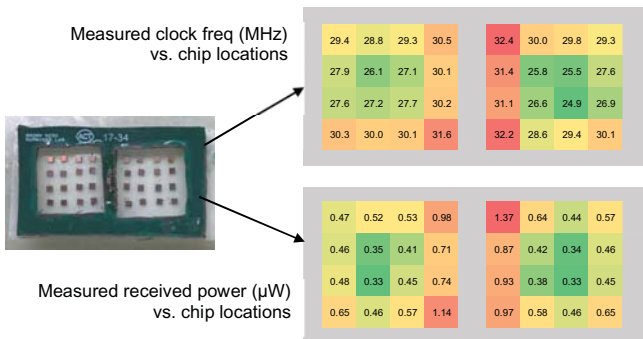 Measured clock freq (MHz)
vs. chip locations
29.4 28.8 29.3 30.5
27.9 26.1 27.1 30.1
27.6 27.2 27.7 30.2
30.3 30.0 30.1 31.6
32.4 30.0 29.8 29.3
31.4 25.8 25.5 27.6
31.1 26.6 24.9 26.9
32.2 28.6 29.4 30.1
17-34
Measured received power (µW)
vs. chip locations
0.47 0.52 0.53 0.98
0.46 0.35 0.41 0.71
0.48 0.33 0.45 0.74
0.65 0.46 0.57 1.14
1.37 0.64 0.44 0.57
0.87 0.42 0.34 0.46
0.93 0.38 0.33 0.45
0.97 0.58 0.46 0.65